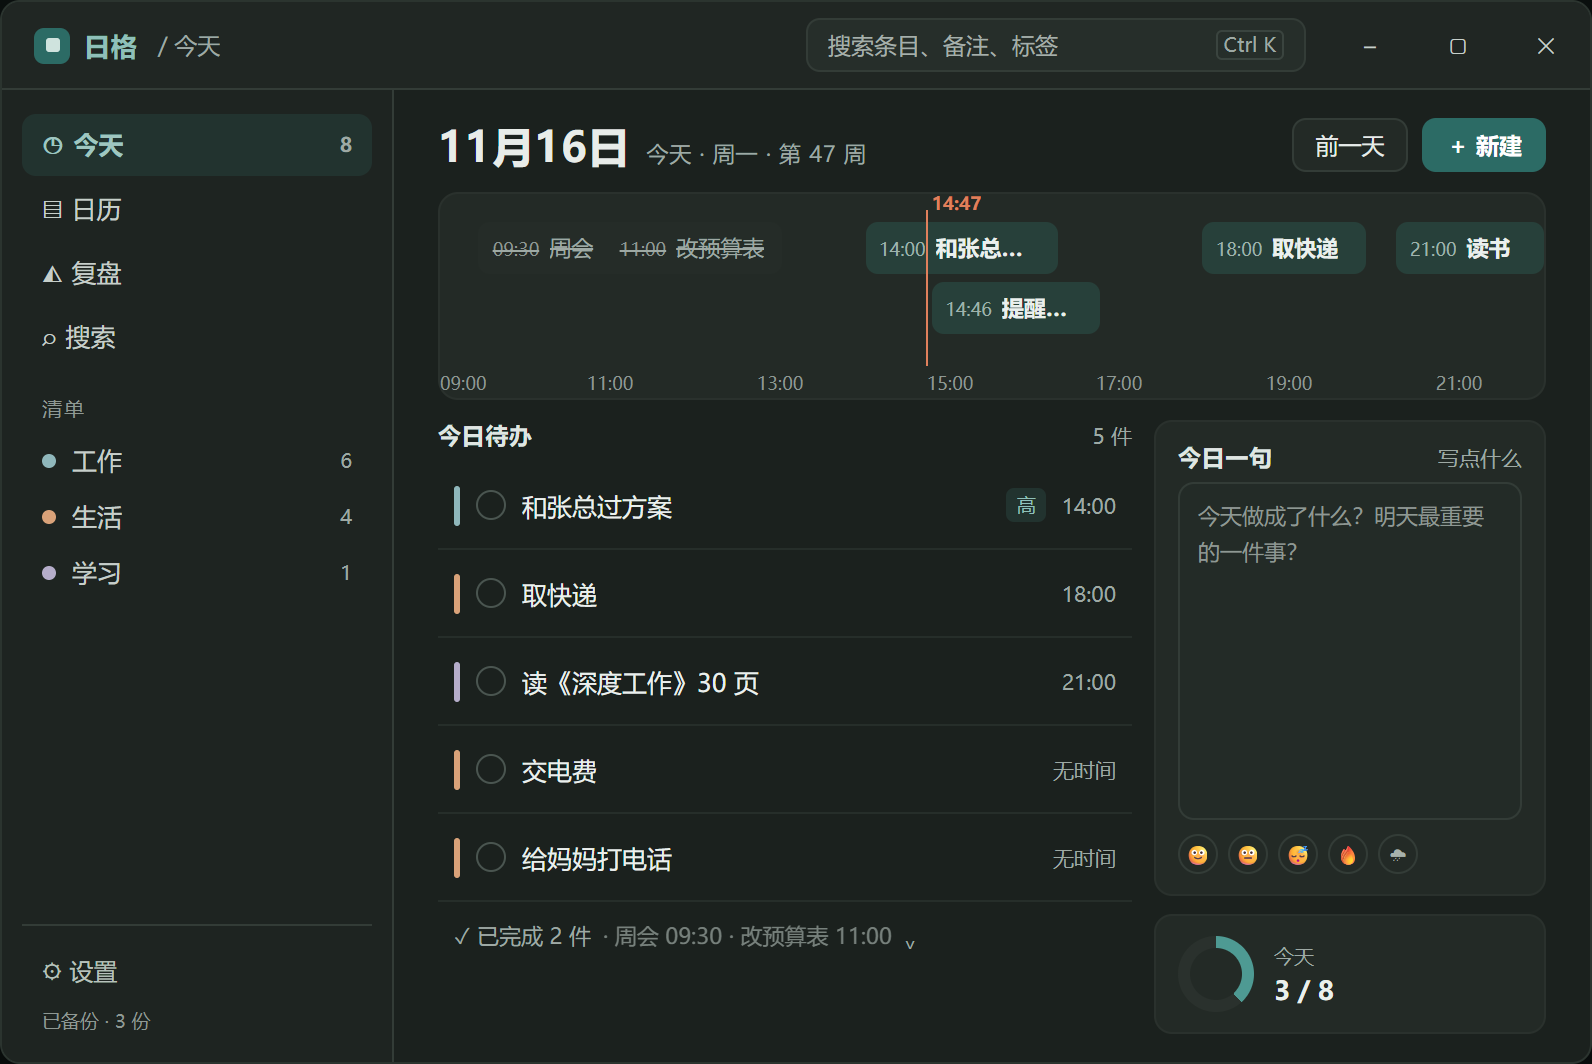 日格 / 今天
搜索条目、备注、标签 Ctrl K
今天 8
日历
复盘
搜索
清单
工作 6
生活 4
学习 1
设置
已备份 · 3 份
11月16日 今天 · 周一 · 第 47 周
前一天
+ 新建
14:47
09:30 周会 11:00 改预算表 14:00 和张总... 18:00 取快递 21:00 读书
14:46 提醒...
09:00 11:00 13:00 15:00 17:00 19:00 21:00
今日待办 5 件
和张总过方案 高 14:00
取快递 18:00
读《深度工作》30 页 21:00
交电费 无时间
给妈妈打电话 无时间
✓ 已完成 2 件 · 周会 09:30 · 改预算表 11:00
今日一句 写点什么
今天做成了什么？明天最重要
的一件事？
今天
3 / 8